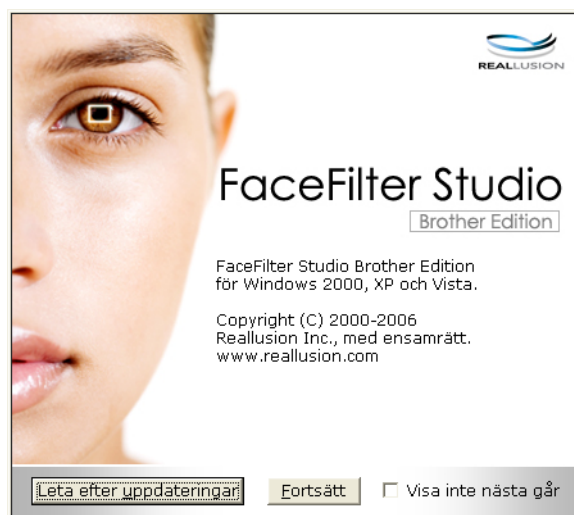 REALLUSION
FaceFilter Studio
Brother Edition
FaceFilter Studio Brother Edition
för Windows 2000, XP och Vista.
Copyright (C) 2000-2006
Reallusion Inc., med ensamrätt.
www.reallusion.com
Leta efter uppdateringar
Fortsätt
Visa inte nästa går